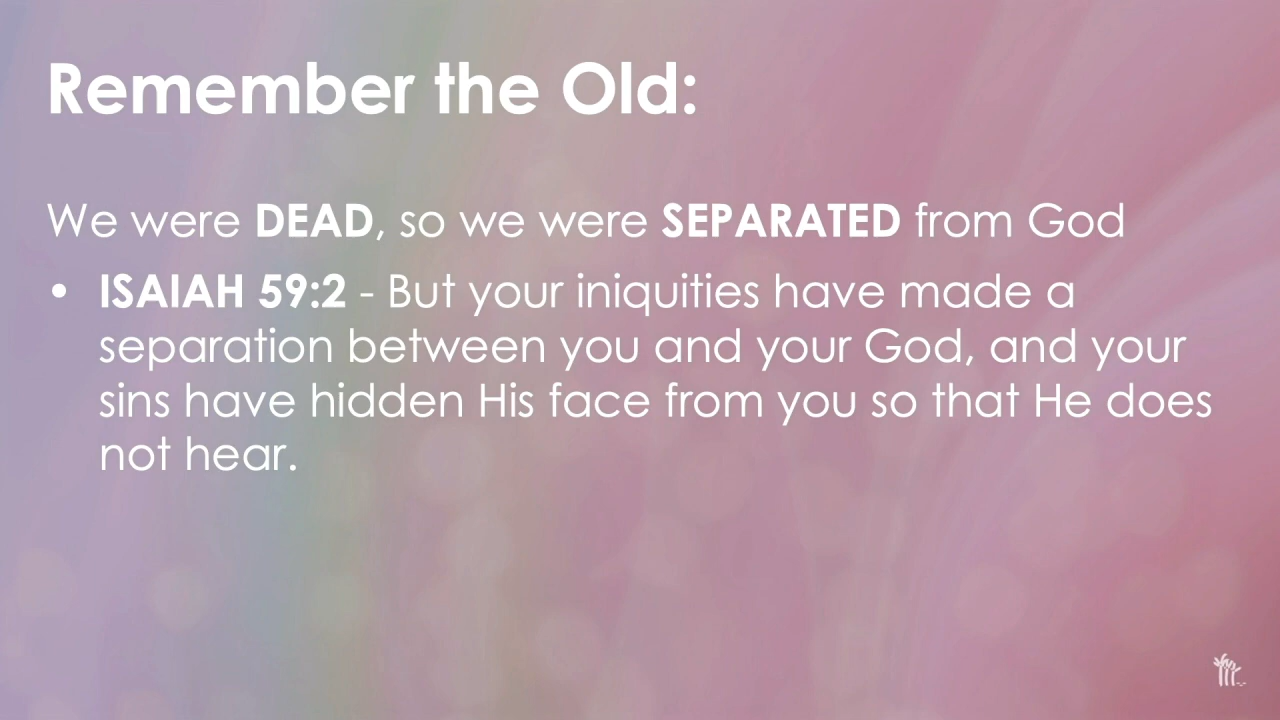 Remember the Old:
We were DEAD, so we were SEPARATED from God
• ISAIAH 59:2 - But your iniquities have made a
separation between you and your God, and your
sins have hidden His face from you so that He does
not hear.